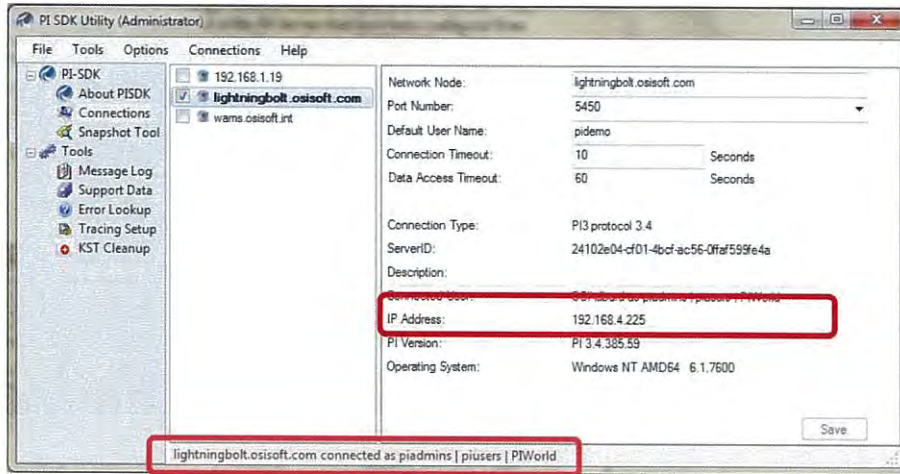 PI SDK Utility (Administrator)
File Tools Options Connections Help
PI-SDK
About PISDK
Connections
Snapshot Tool
Tools
Message Log
Support Data
Error Lookup
Tracing Setup
KST Cleanup
192.168.1.19
lightningbolt.osisoft.com
wams.osisoft.int
Network Node: lightningbolt.osisoft.com
Port Number: 5450
Default User Name: pidemo
Connection Timeout: 10 Seconds
Data Access Timeout: 60 Seconds
Connection Type: PI3 protocol 3.4
ServerID: 24102e04-cf01-4bcf-ac56-0ffaf599fe4a
Description:
Connected User: piadmins | piusers | PIWorld
IP Address: 192.168.4.225
PI Version: PI 3.4.385.59
Operating System: Windows NT AMD64 6.1.7600
Save
lightningbolt.osisoft.com connected as piadmins | piusers | PIWorld